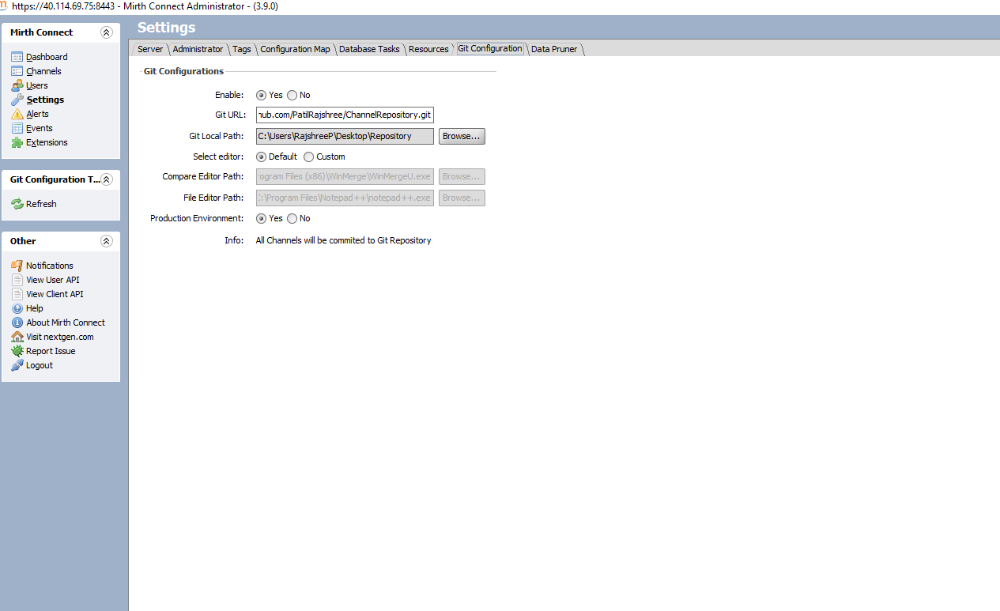 https://40.114.69.75:8443 - Mirth Connect Administrator - (3.9.0)
Mirth Connect
Dashboard
Channels
Users
Settings
Alerts
Events
Extensions
Git Configuration T...
Refresh
Other
Notifications
View User API
View Client API
Help
About Mirth Connect
Visit nextgen.com
Report Issue
Logout
Settings
Server Administrator Tags Configuration Map Database Tasks Resources Git Configuration Data Pruner
Git Configurations
Enable: Yes No
Git URL: hub.com/PatilRajshree/ChannelRepository.git
Git Local Path: C:\Users\RajshreeP\Desktop\Repository Browse...
Select editor: Default Custom
Compare Editor Path: rogram Files (x86)\WinMerge\WinMergeU.exe Browse...
File Editor Path: C:\Program Files\Notepad++\notepad++.exe Browse...
Production Environment: Yes No
Info: All Channels will be commited to Git Repository